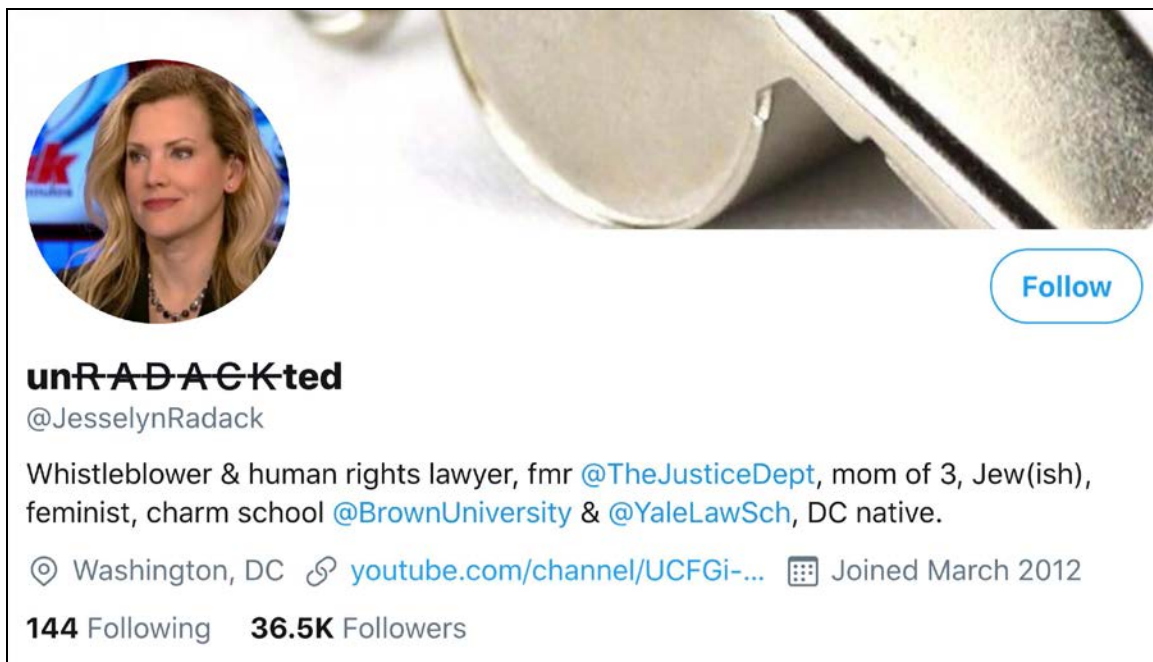 Follow
unRADACKted
@JesselynRadack
Whistleblower & human rights lawyer, fmr @TheJusticeDept, mom of 3, Jew(ish),
feminist, charm school @BrownUniversity & @YaleLawSch, DC native.
Washington, DC youtube.com/channel/UCFGi-... Joined March 2012
144 Following 36.5K Followers